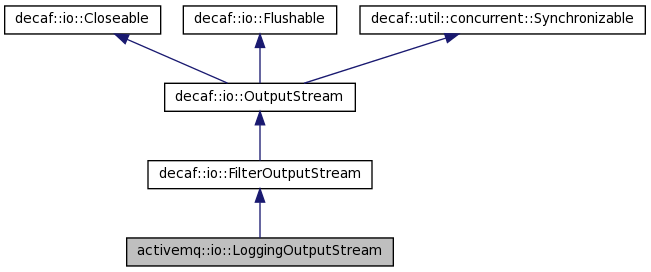 decaf::io::Closeable
decaf::io::Flushable
decaf::util::concurrent::Synchronizable
decaf::io::OutputStream
decaf::io::FilterOutputStream
activemq::io::LoggingOutputStream